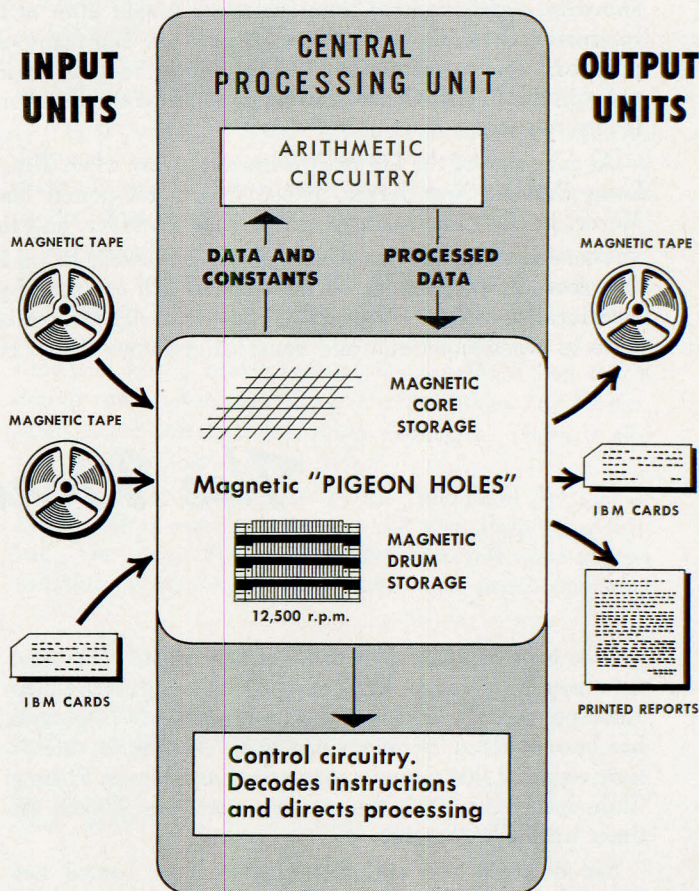 INPUT
UNITS
MAGNETIC TAPE
MAGNETIC TAPE
IBM CARDS
CENTRAL
PROCESSING UNIT
ARITHMETIC
CIRCUITRY
DATA AND
CONSTANTS
PROCESSED
DATA
MAGNETIC
CORE
STORAGE
Magnetic "PIGEON HOLES"
MAGNETIC
DRUM
STORAGE
12,500 r.p.m.
Control circuitry.
Decodes instructions
and directs processing
OUTPUT
UNITS
MAGNETIC TAPE
IBM CARDS
PRINTED REPORTS